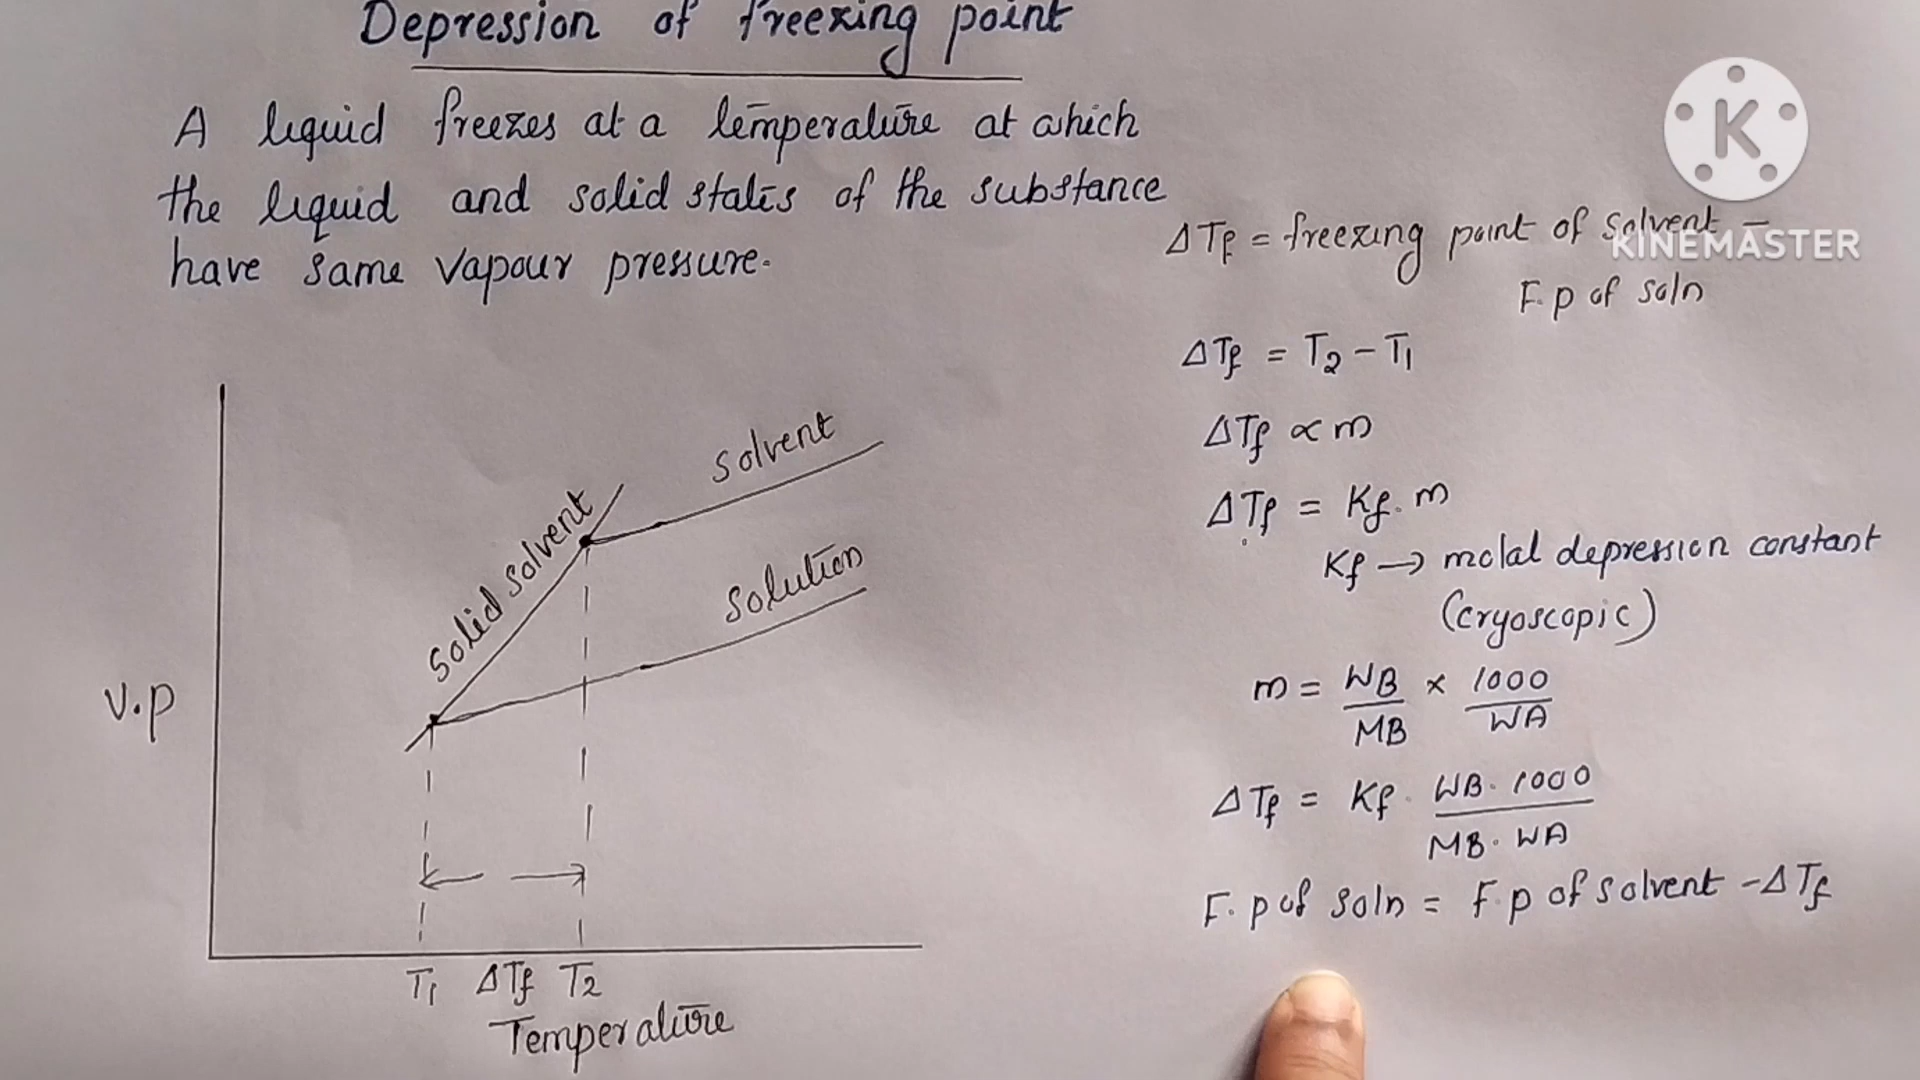 Depression of freezing point
A liquid freezes at a temperature at which
the liquid and solid states of the substance
have same vapour pressure.
K
KINEMASTER
ΔTf = freezing point of solvent –
F.p of soln
ΔTf = T2 – T1
ΔTf ∝ m
ΔTf = Kf. m
Kf → molal depression constant
(cryoscopic)
m = WB/MB × 1000/WA
ΔTf = Kf. WB. 1000 / MB. WA
F.p of soln = F.p of solvent – ΔTf
solvent
solid solvent
solution
V.p
T1 ΔTf T2
Temperature